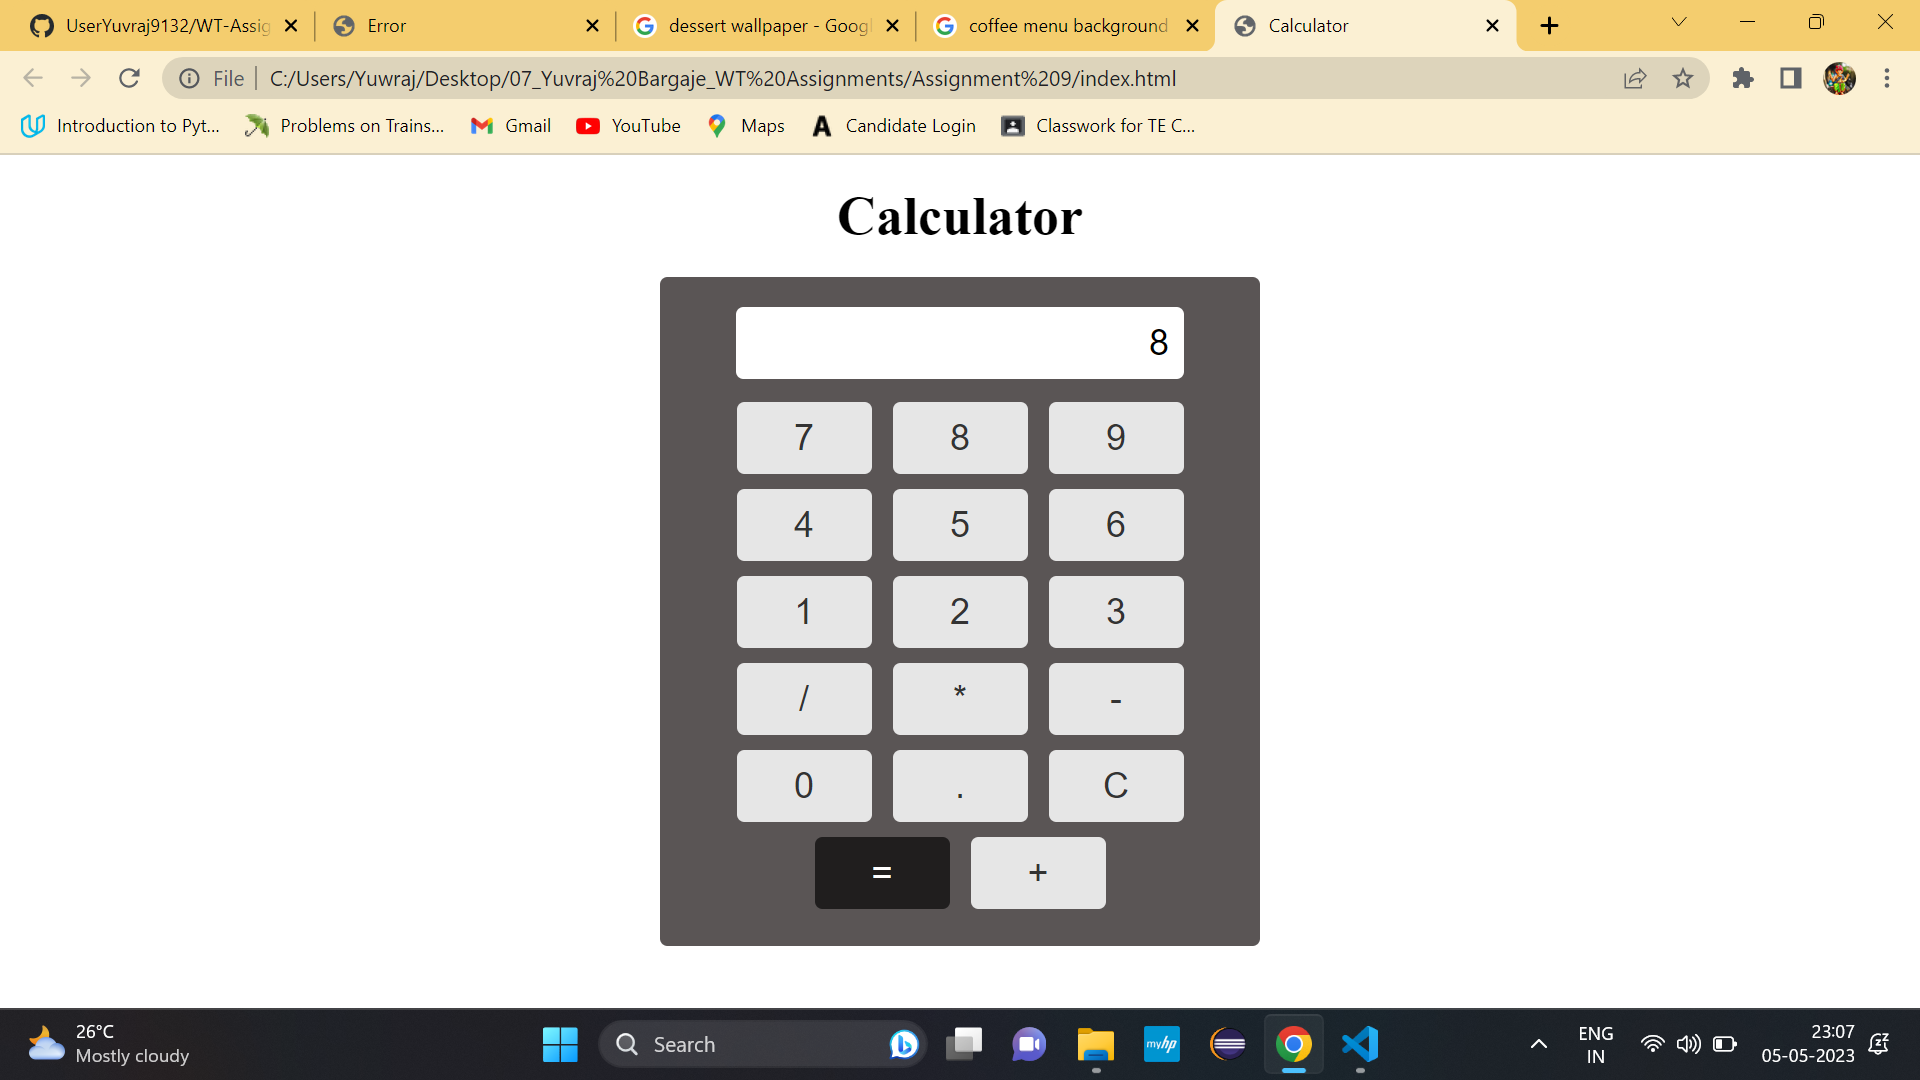 UserYuvraj9132/WT-Assig
Error
dessert wallpaper - Googl
coffee menu background
Calculator
File
C:/Users/Yuwraj/Desktop/07_Yuvraj%20Bargaje_WT%20Assignments/Assignment%209/index.html
Introduction to Pyt...
Problems on Trains...
Gmail
YouTube
Maps
A
Candidate Login
Classwork for TE C...
Calculator
8
7 8 9
4 5 6
1 2 3
/ * -
0 . C
= +
26°C
Mostly cloudy
Search
myhp
ENG
IN
23:07
05-05-2023